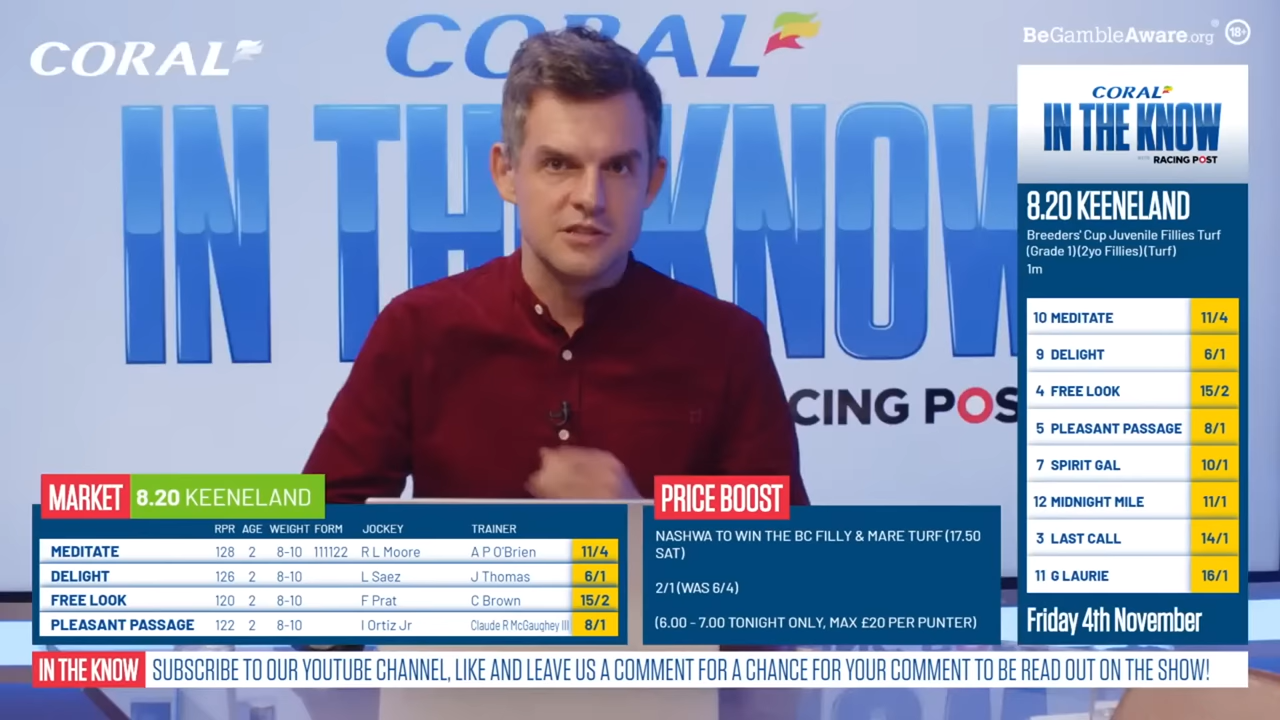 CORAL
CORAL
IN THE KNOW
CING POS
BeGambleAware.org®
18+
CORAL
IN THE KNOW
WITH RACING POST
8.20 KEENELAND
Breeders' Cup Juvenile Fillies Turf
(Grade 1)(2yo Fillies)(Turf)
1m
10 MEDITATE 11/4
9 DELIGHT 6/1
4 FREE LOOK 15/2
5 PLEASANT PASSAGE 8/1
7 SPIRIT GAL 10/1
12 MIDNIGHT MILE 11/1
3 LAST CALL 14/1
11 G LAURIE 16/1
Friday 4th November
MARKET 8.20 KEENELAND
RPR AGE WEIGHT FORM JOCKEY TRAINER
MEDITATE 128 2 8-10 111122 R L Moore A P O'Brien 11/4
DELIGHT 126 2 8-10 L Saez J Thomas 6/1
FREE LOOK 120 2 8-10 F Prat C Brown 15/2
PLEASANT PASSAGE 122 2 8-10 I Ortiz Jr Claude R McGaughey III 8/1
PRICE BOOST
NASHWA TO WIN THE BC FILLY & MARE TURF (17.50
SAT)
2/1 (WAS 6/4)
(6.00 - 7.00 TONIGHT ONLY, MAX £20 PER PUNTER)
IN THE KNOW SUBSCRIBE TO OUR YOUTUBE CHANNEL, LIKE AND LEAVE US A COMMENT FOR A CHANCE FOR YOUR COMMENT TO BE READ OUT ON THE SHOW!